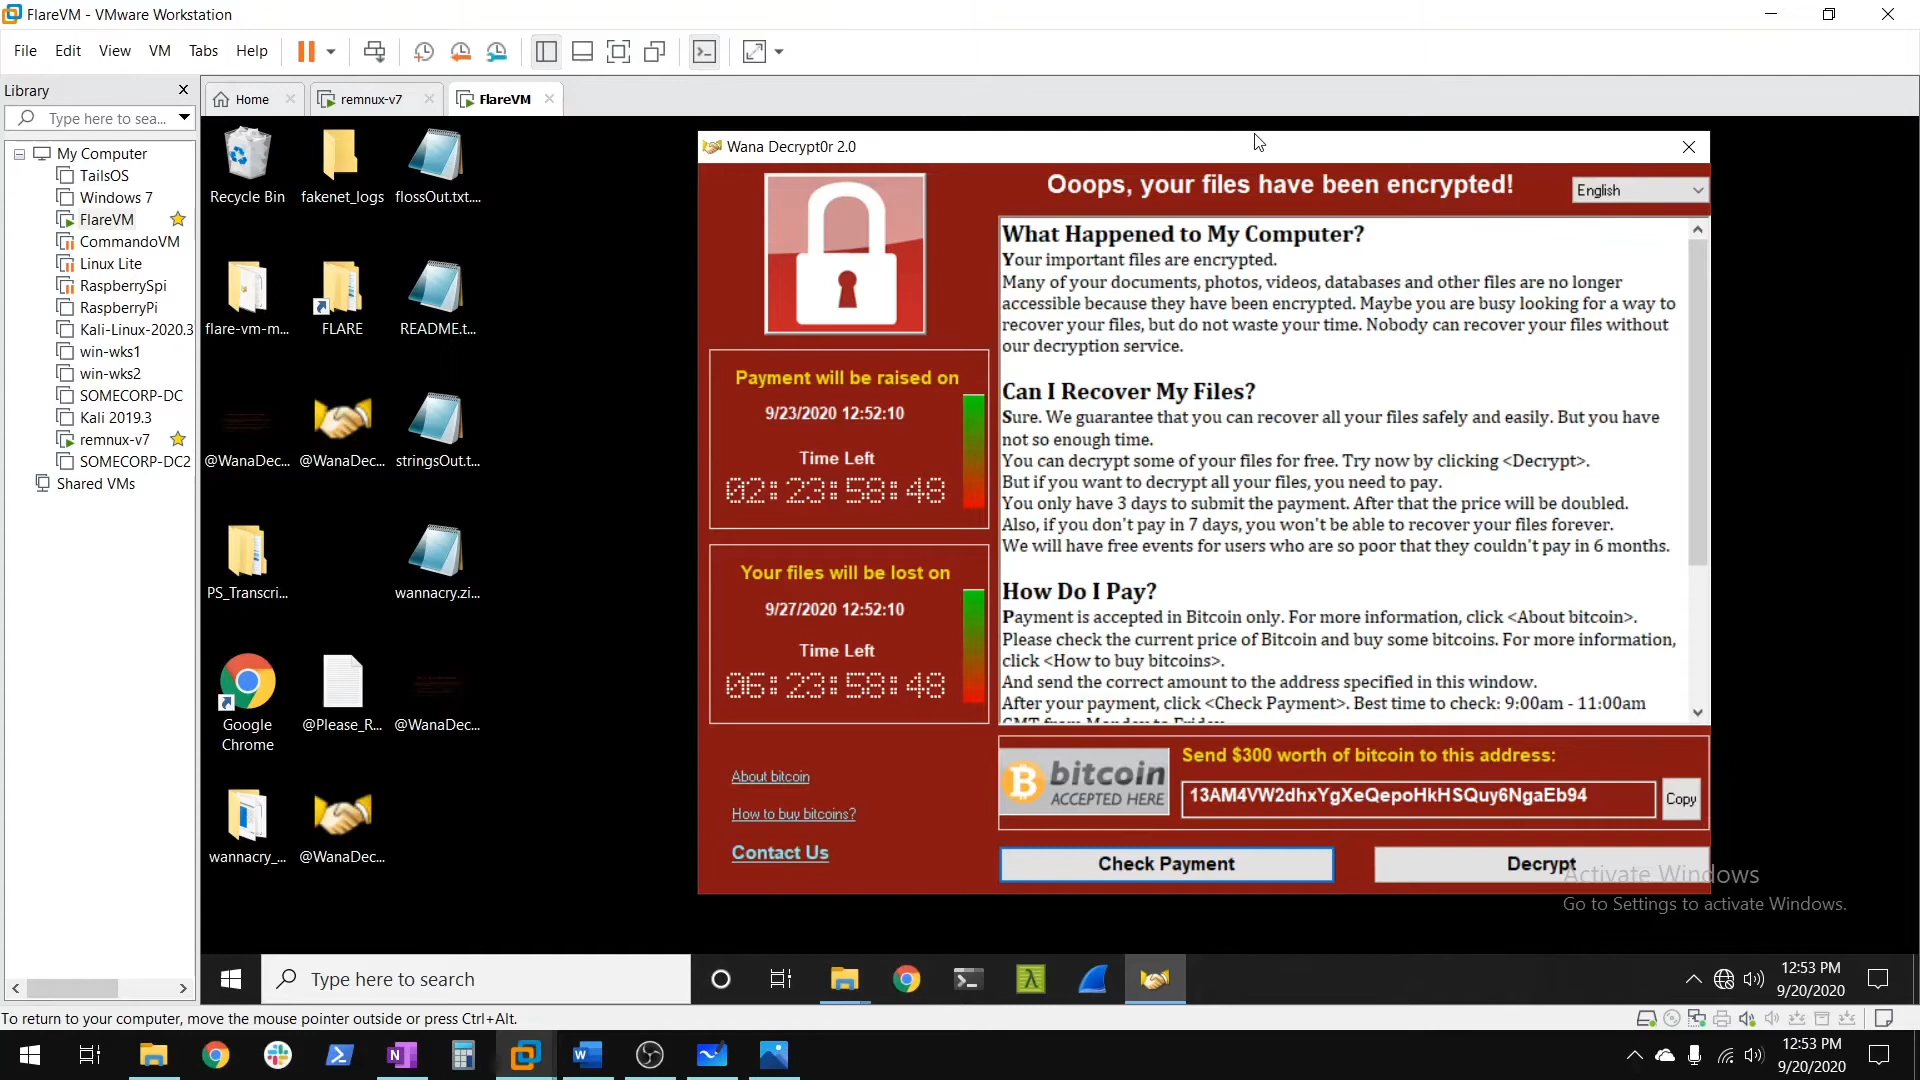 FlareVM - VMware Workstation
File Edit View VM Tabs Help
Library
Type here to sea...
Home
remnux-v7
FlareVM
My Computer
TailsOS
Windows 7
FlareVM
CommandoVM
Linux Lite
RaspberrySpi
RaspberryPi
Kali-Linux-2020.3
win-wks1
win-wks2
SOMECORP-DC
Kali 2019.3
remnux-v7
SOMECORP-DC2
Shared VMs
Recycle Bin
fakenet_logs
flossOut.txt....
flare-vm-m...
FLARE
README.t...
@WanaDec...
@WanaDec...
stringsOut.t...
PS_Transcri...
wannacry.zi...
Google
Chrome
@Please_R...
@WanaDec...
wannacry_...
@WanaDec...
Wana Decrypt0r 2.0
Ooops, your files have been encrypted!
English
Payment will be raised on
9/23/2020 12:52:10
Time Left
02:23:58:48
Your files will be lost on
9/27/2020 12:52:10
Time Left
06:23:58:48
About bitcoin
How to buy bitcoins?
Contact Us
What Happened to My Computer?
Your important files are encrypted.
Many of your documents, photos, videos, databases and other files are no longer
accessible because they have been encrypted. Maybe you are busy looking for a way to
recover your files, but do not waste your time. Nobody can recover your files without
our decryption service.
Can I Recover My Files?
Sure. We guarantee that you can recover all your files safely and easily. But you have
not so enough time.
You can decrypt some of your files for free. Try now by clicking <Decrypt>.
But if you want to decrypt all your files, you need to pay.
You only have 3 days to submit the payment. After that the price will be doubled.
Also, if you don't pay in 7 days, you won't be able to recover your files forever.
We will have free events for users who are so poor that they couldn't pay in 6 months.
How Do I Pay?
Payment is accepted in Bitcoin only. For more information, click <About bitcoin>.
Please check the current price of Bitcoin and buy some bitcoins. For more information,
click <How to buy bitcoins>.
And send the correct amount to the address specified in this window.
After your payment, click <Check Payment>. Best time to check: 9:00am - 11:00am
GMT from Monday to Friday.
bitcoin
ACCEPTED HERE
Send $300 worth of bitcoin to this address:
13AM4VW2dhxYgXeQepoHkHSQuy6NgaEb94
Copy
Check Payment
Decrypt
Activate Windows
Go to Settings to activate Windows.
Type here to search
12:53 PM
9/20/2020
To return to your computer, move the mouse pointer outside or press Ctrl+Alt.
12:53 PM
9/20/2020